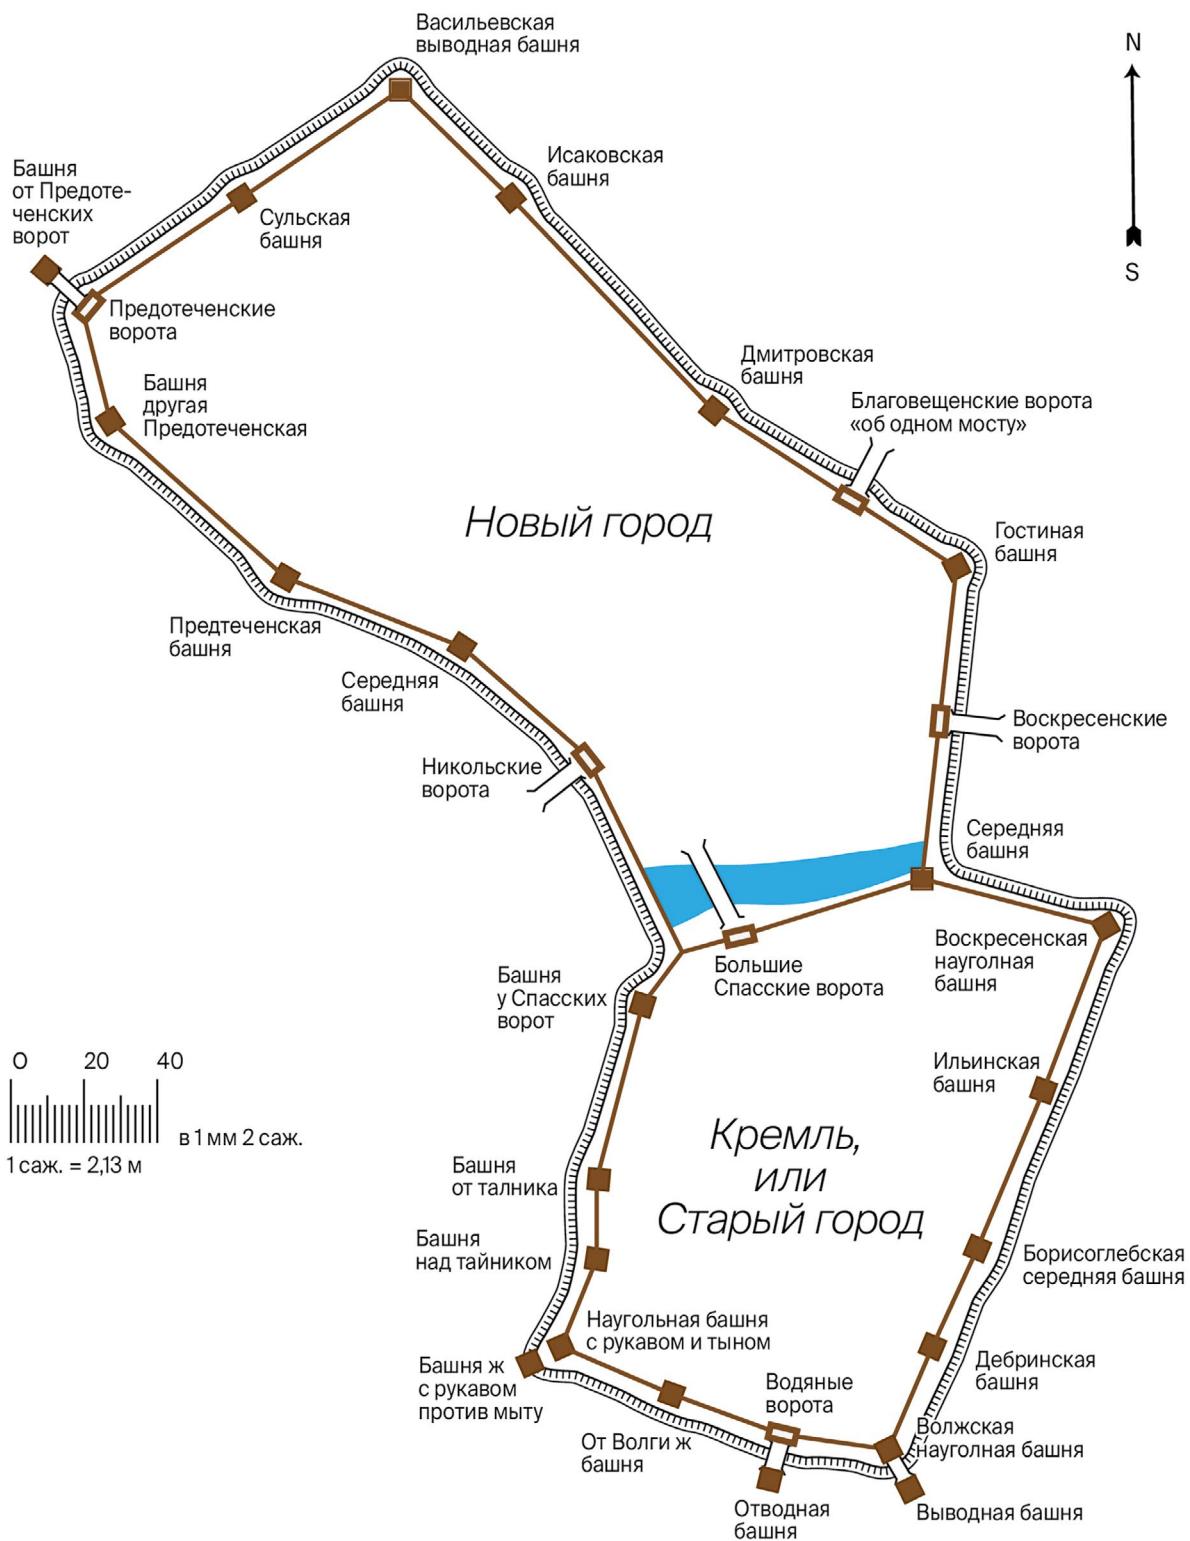 Васильевская
выводная башня
N
Исаковская
башня
Башня
от Предоте-
ченских
ворот
Сульская
башня
S
Предотеченские
ворота
Дмитровская
башня
Башня
другая
Предотеченская
Благовещенские ворота
«об одном мосту»
Новый город
Гостиная
башня
Предтеченская
башня
Середняя
башня
Воскресенские
ворота
Никольские
ворота
Середняя
башня
Воскресенская
науголная
башня
Большие
Спасские ворота
Башня
у Спасских
ворот
0 20 40
в 1 мм 2 саж.
1 саж. = 2,13 м
Ильинская
башня
Кремль,
или
Старый город
Башня
от талника
Башня
над тайником
Борисоглебская
середняя башня
Наугольная башня
с рукавом и тыном
Башня ж
с рукавом
против мыту
Дебринская
башня
Водяные
ворота
Волжская
науголная башня
От Волги ж
башня
Отводная
башня
Выводная башня